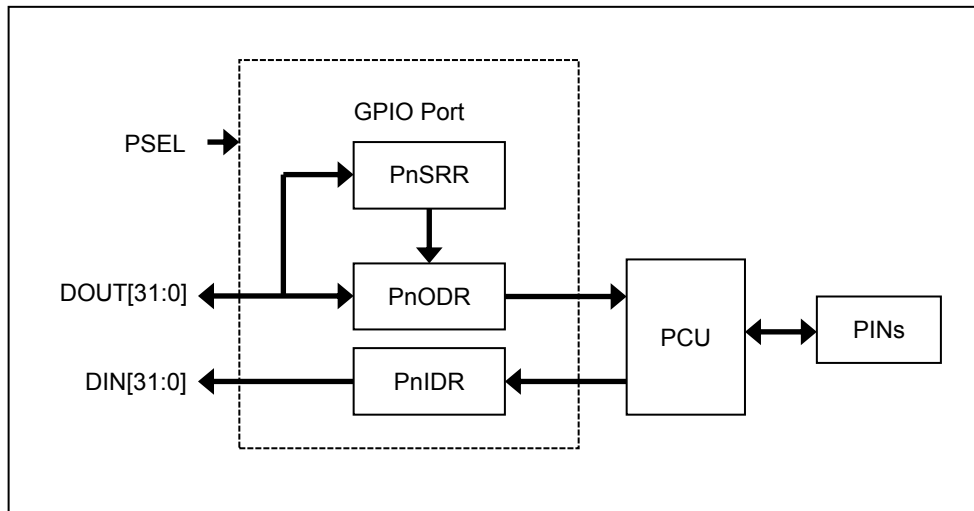 GPIO Port
PSEL
PnSRR
DOUT[31:0]
PnODR
PCU
PINs
DIN[31:0]
PnIDR